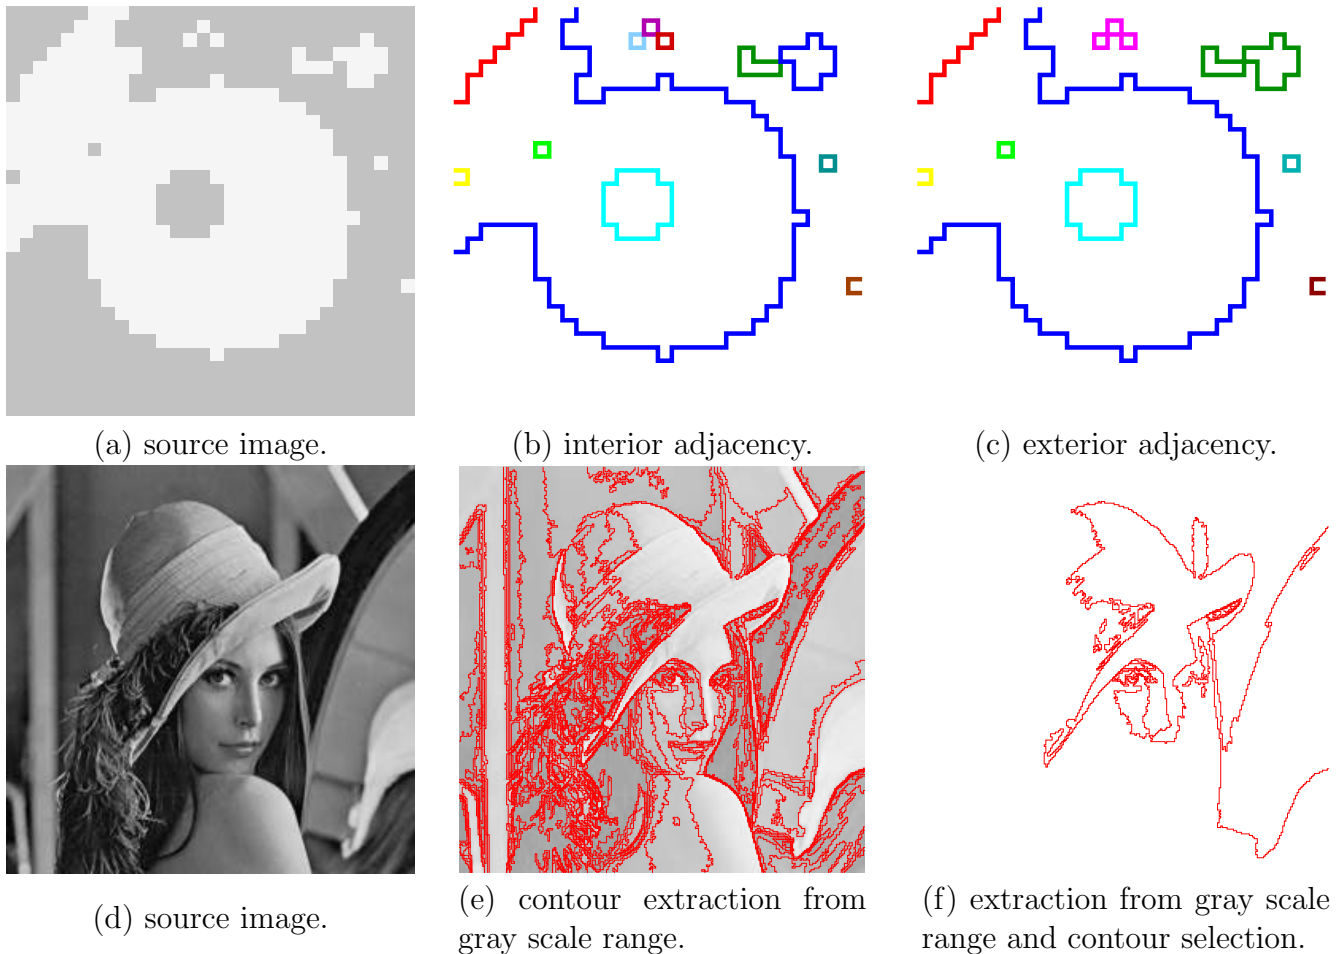 (a) source image.
(b) interior adjacency.
(c) exterior adjacency.
(d) source image.
(e) contour extraction from
gray scale range.
(f) extraction from gray scale
range and contour selection.